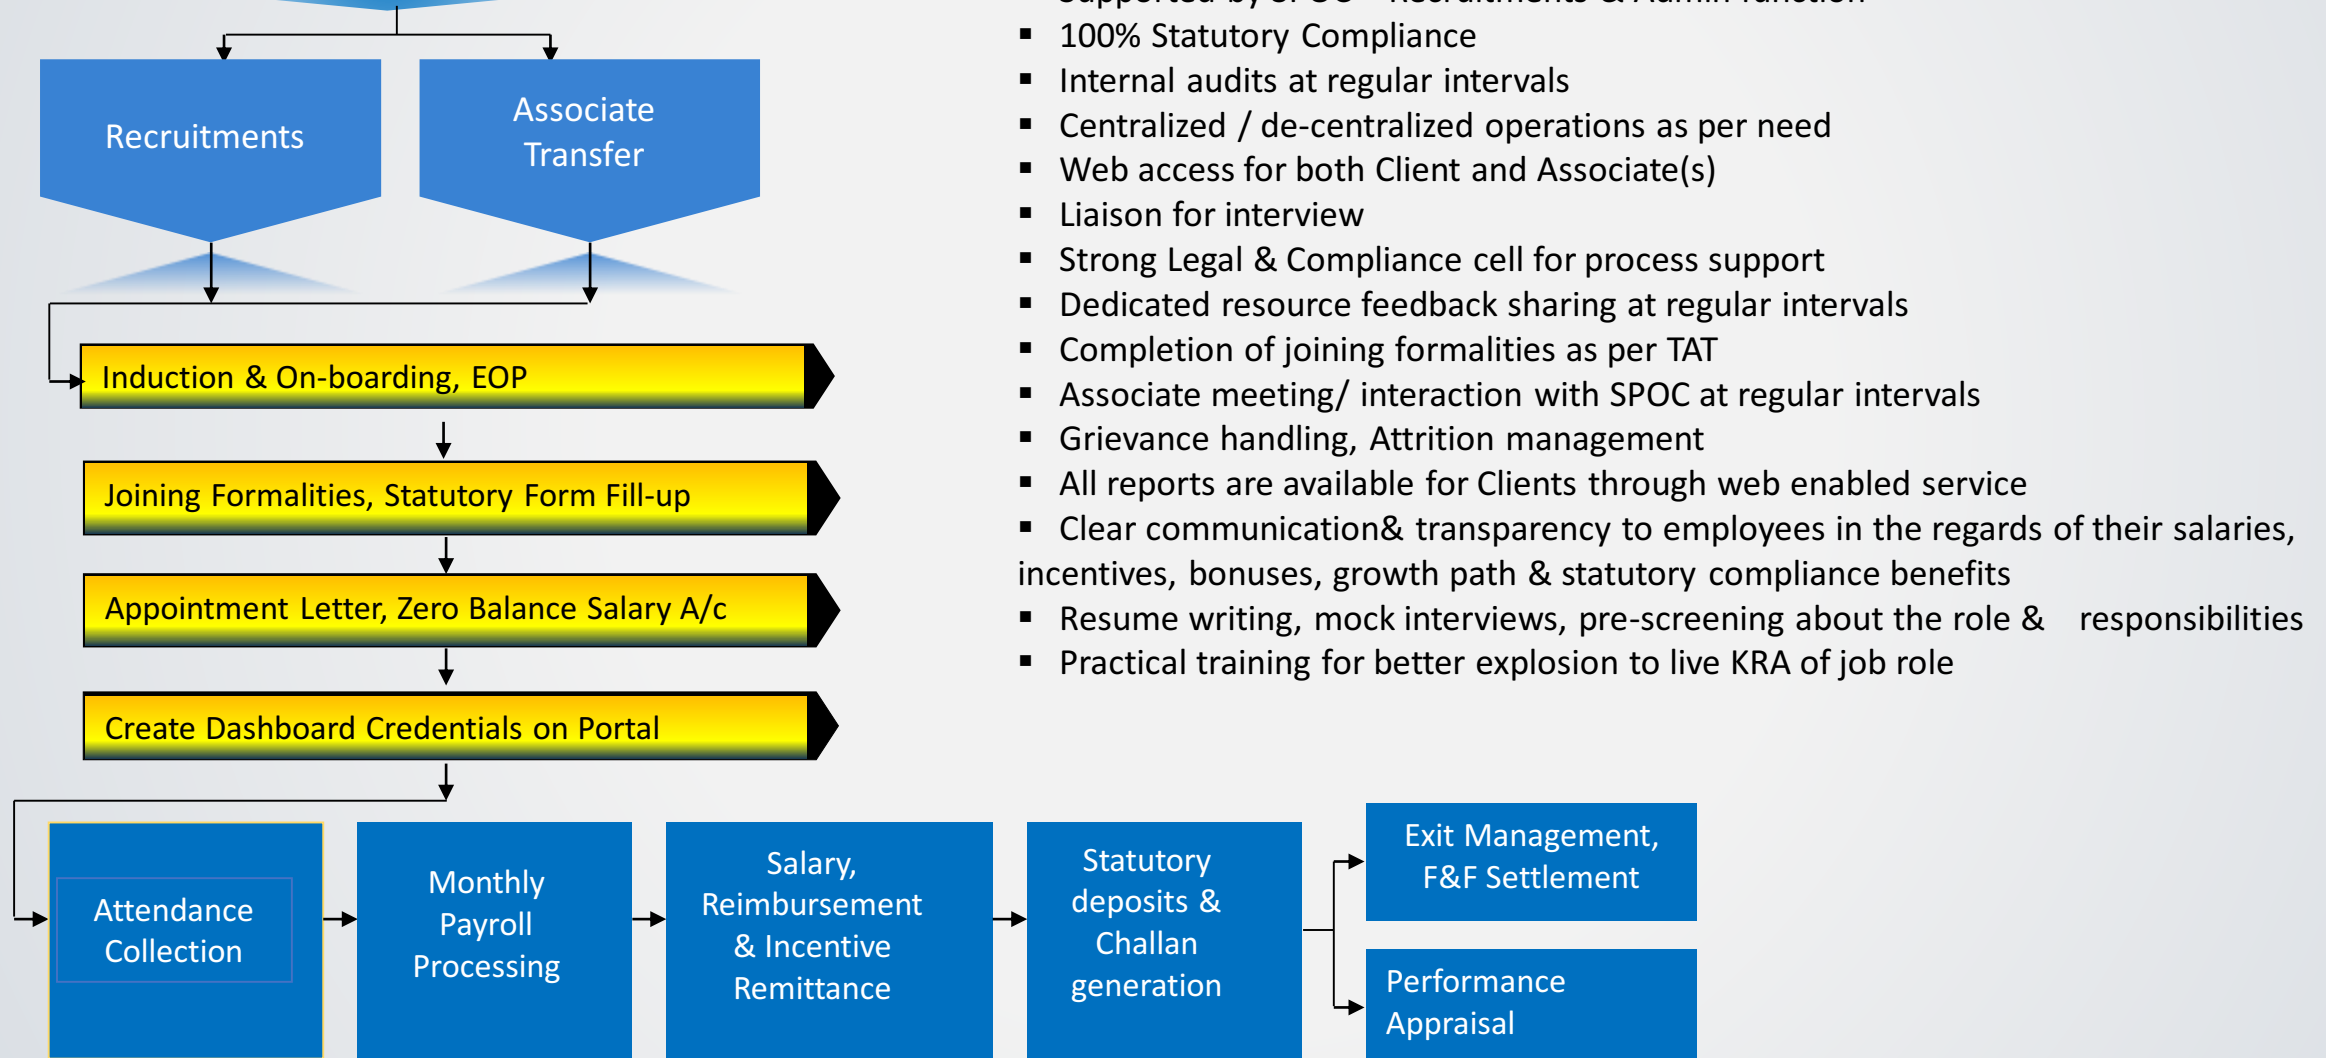 Recruitments
Associate
Transfer
Induction & On-boarding, EOP
Joining Formalities, Statutory Form Fill-up
Appointment Letter, Zero Balance Salary A/c
Create Dashboard Credentials on Portal
Attendance
Collection
Monthly
Payroll
Processing
Salary,
Reimbursement
& Incentive
Remittance
Statutory
deposits &
Challan
generation
Exit Management,
F&F Settlement
Performance
Appraisal
Supported by SPOC - Recruitments & Admin function
▪ 100% Statutory Compliance
▪ Internal audits at regular intervals
▪ Centralized / de-centralized operations as per need
▪ Web access for both Client and Associate(s)
▪ Liaison for interview
▪ Strong Legal & Compliance cell for process support
▪ Dedicated resource feedback sharing at regular intervals
▪ Completion of joining formalities as per TAT
▪ Associate meeting/ interaction with SPOC at regular intervals
▪ Grievance handling, Attrition management
▪ All reports are available for Clients through web enabled service
▪ Clear communication& transparency to employees in the regards of their salaries,
incentives, bonuses, growth path & statutory compliance benefits
▪ Resume writing, mock interviews, pre-screening about the role & responsibilities
▪ Practical training for better explosion to live KRA of job role